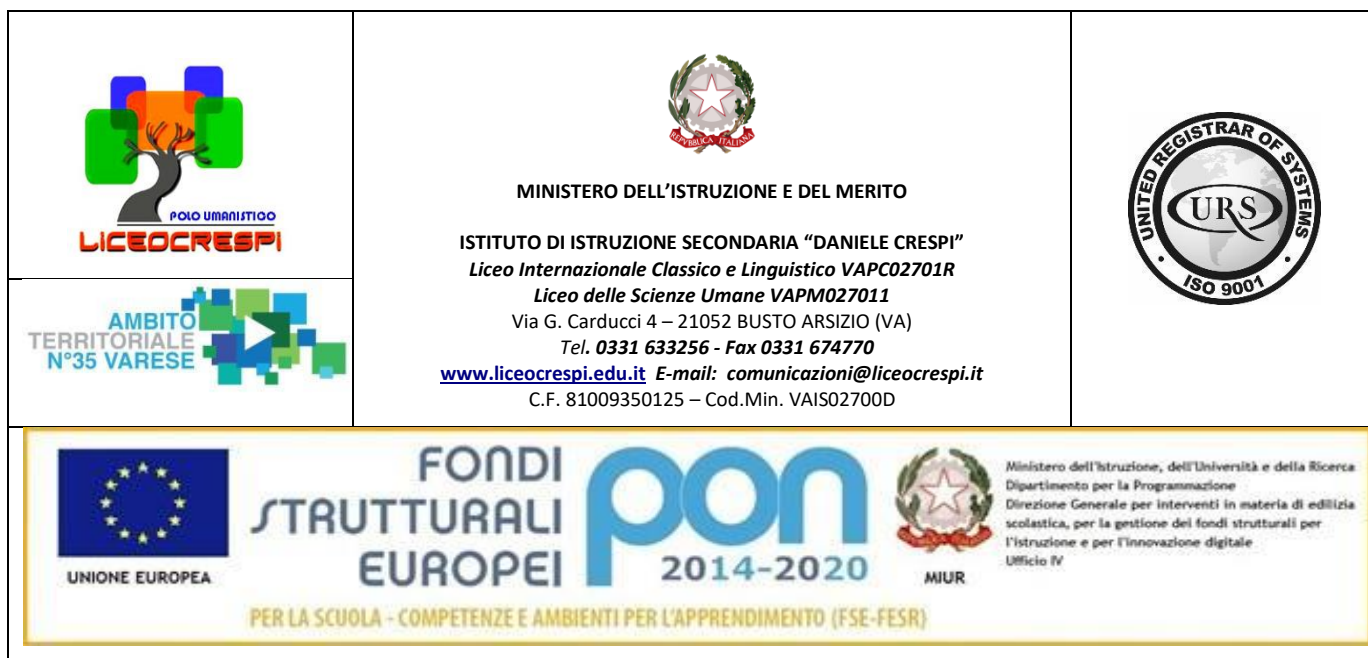 POLO UMANISTICO
LICEOCRESPI
AMBITO
TERRITORIALE
N°35 VARESE
REPVBBLICA ITALIANA
MINISTERO DELL’ISTRUZIONE E DEL MERITO
ISTITUTO DI ISTRUZIONE SECONDARIA “DANIELE CRESPI”
Liceo Internazionale Classico e Linguistico VAPC02701R
Liceo delle Scienze Umane VAPM027011
Via G. Carducci 4 – 21052 BUSTO ARSIZIO (VA)
Tel. 0331 633256 - Fax 0331 674770
www.liceocrespi.edu.it E-mail: comunicazioni@liceocrespi.it
C.F. 81009350125 – Cod.Min. VAIS02700D
UNITED REGISTRAR OF SYSTEMS
URS
ISO 9001
UNIONE EUROPEA
FONDI
STRUTTURALI
EUROPEI
pon
2014-2020
MIUR
Ministero dell'Istruzione, dell'Università e della Ricerca
Dipartimento per la Programmazione
Direzione Generale per interventi in materia di edilizia
scolastica, per la gestione dei fondi strutturali per
l'istruzione e per l'innovazione digitale
Ufficio IV
PER LA SCUOLA - COMPETENZE E AMBIENTI PER L'APPRENDIMENTO (FSE-FESR)